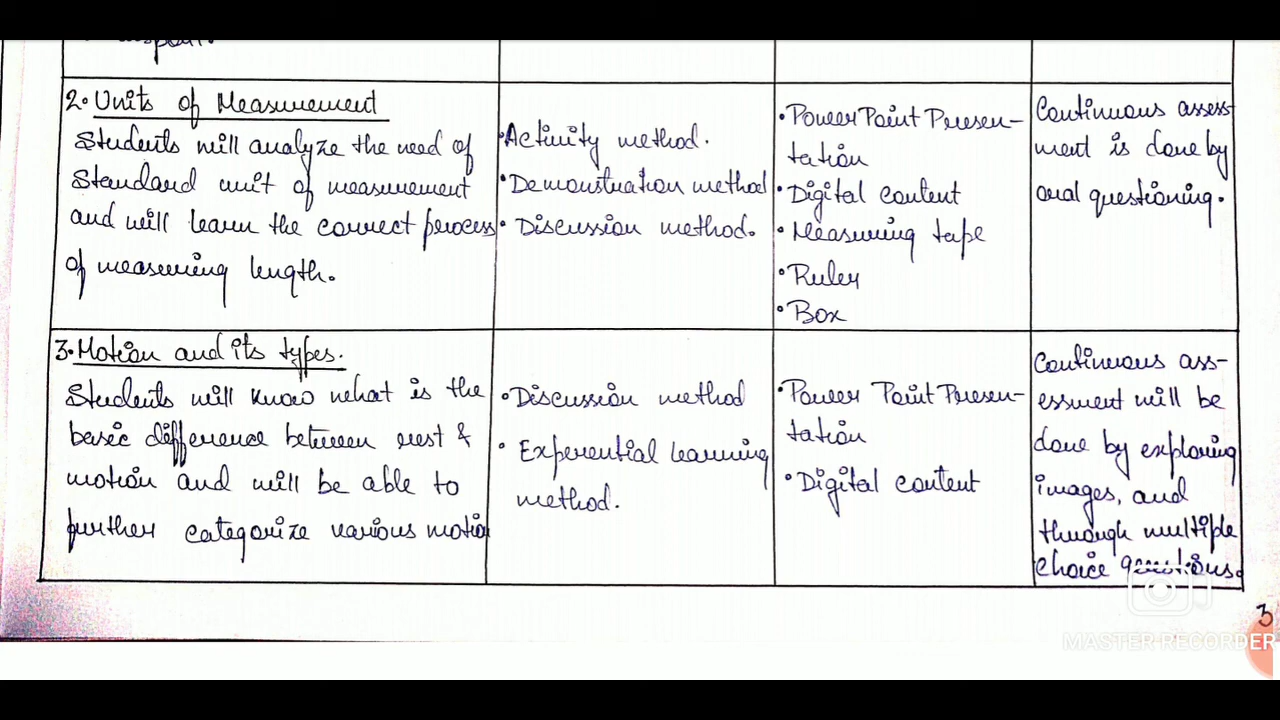 2. Units of Measurement
Students will analyze the need of
Standard unit of measurement
and will learn the correct process
of measuring length.
• Activity method.
• Demonstration method
• Discussion method.
• Power Point Presen-
tation
• Digital content
• Measuring tape
• Ruler
• Box
Continuous assess-
ment is done by
oral questioning.
3. Motion and its types.
Students will know what is the
basic difference between rest &
motion and will be able to
further categorize various motion
• Discussion method
• Experiential learning
method.
• Power Point Presen-
tation
• Digital content
Continuous ass-
essment will be
done by exploring
images, and
through multiple
choice questions.
3
MASTER RECORDER